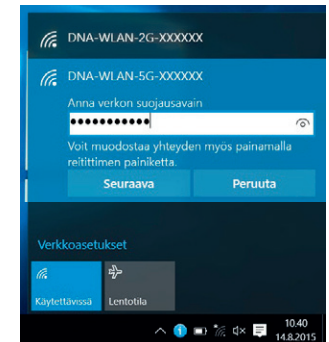 DNA-WLAN-2G-XXXXXX
DNA-WLAN-5G-XXXXXX
Anna verkon suojausavain
●●●●●●●●●●●
Voit muodostaa yhteyden myös painamalla
reitittimen painiketta.
Seuraava Peruuta
Verkkoasetukset
Käytettävissä Lentotila
10.40
14.8.2015